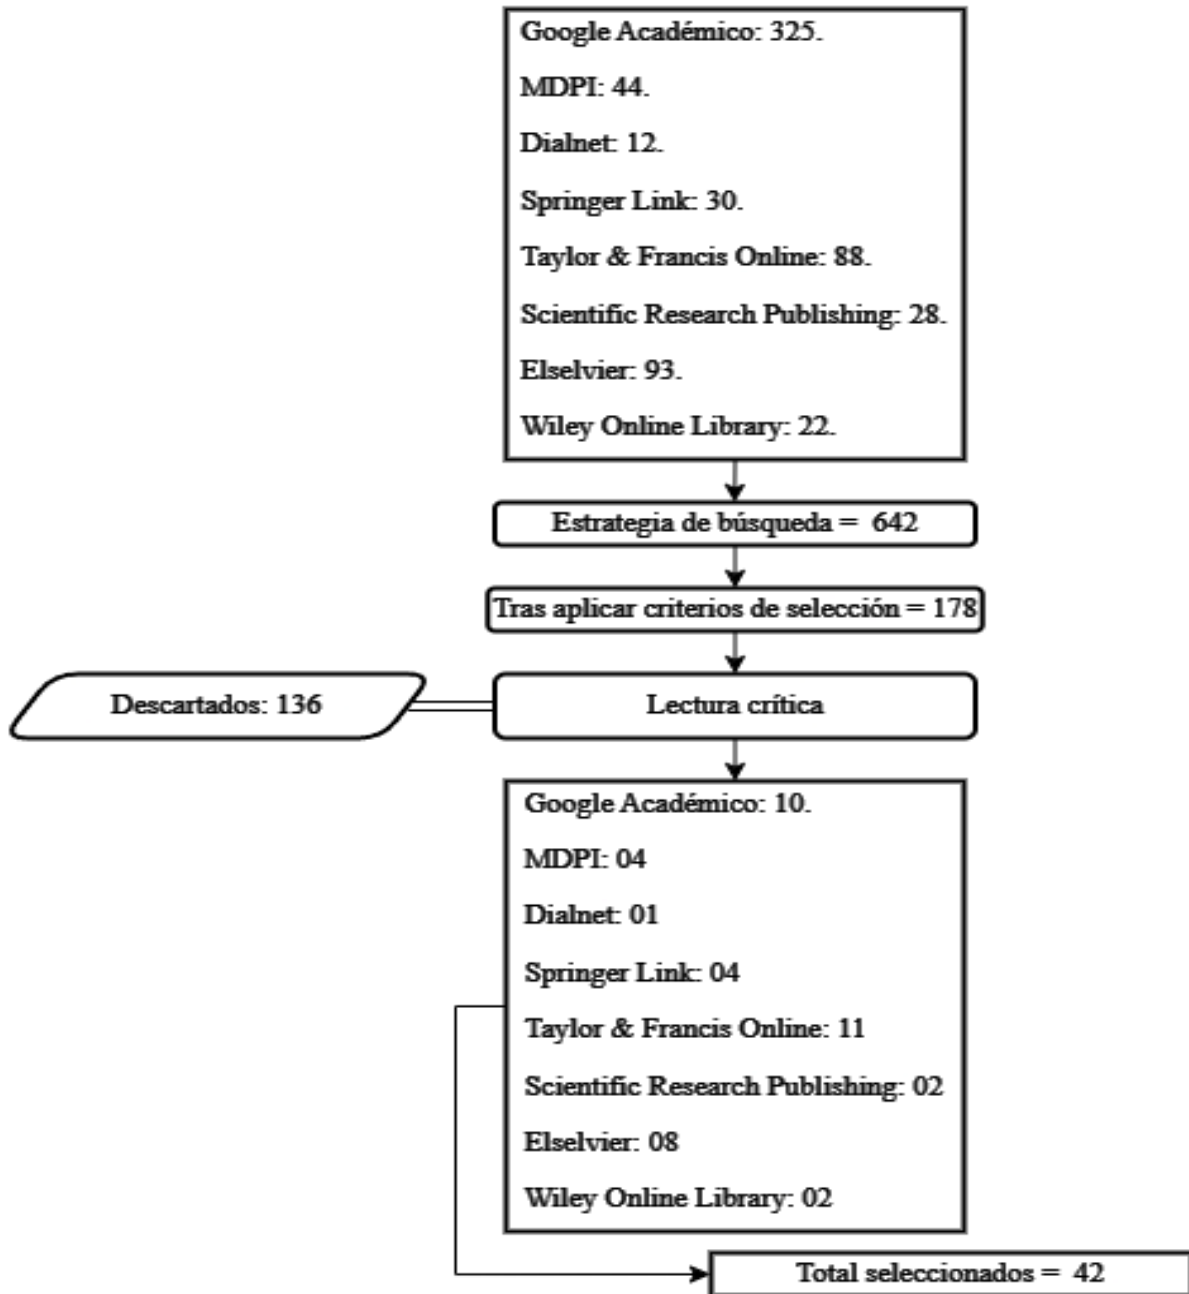 Google Académico: 325.
MDPI: 44.
Dialnet: 12.
Springer Link: 30.
Taylor & Francis Online: 88.
Scientific Research Publishing: 28.
Elselvier: 93.
Wiley Online Library: 22.
Estrategia de búsqueda = 642
Tras aplicar criterios de selección = 178
Descartados: 136
Lectura crítica
Google Académico: 10.
MDPI: 04
Dialnet: 01
Springer Link: 04
Taylor & Francis Online: 11
Scientific Research Publishing: 02
Elselvier: 08
Wiley Online Library: 02
Total seleccionados = 42